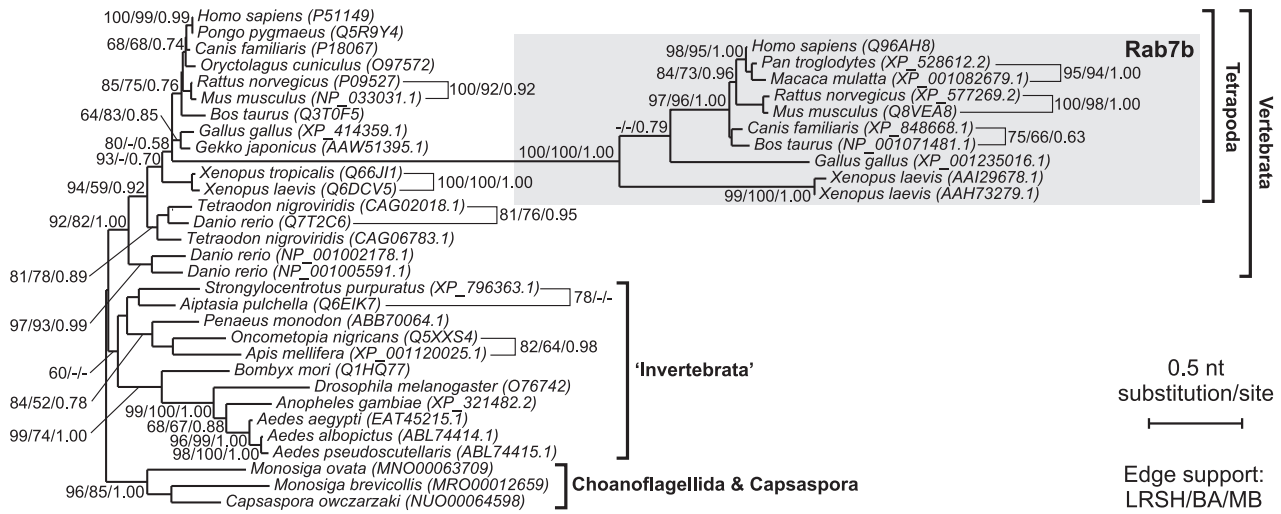 Homo sapiens (P51149)
100/99/0.99
Pongo pygmaeus (Q5R9Y4)
68/68/0.74
Canis familiaris (P18067)
Oryctolagus cuniculus (O97572)
85/75/0.76
Rattus norvegicus (P09527)
100/92/0.92
Mus musculus (NP_033031.1)
64/83/0.85
Bos taurus (Q3T0F5)
Gallus gallus (XP_414359.1)
80/-/0.58
Gekko japonicus (AAW51395.1)
93/-/0.70
Xenopus tropicalis (Q66JI1)
94/59/0.92
100/100/1.00
Xenopus laevis (Q6DCV5)
Tetraodon nigroviridis (CAG02018.1)
92/82/1.00
81/76/0.95
Danio rerio (Q7T2C6)
Tetraodon nigroviridis (CAG06783.1)
Danio rerio (NP_001002178.1)
81/78/0.89
Danio rerio (NP_001005591.1)
Rab7b
Homo sapiens (Q96AH8)
98/95/1.00
Pan troglodytes (XP_528612.2)
84/73/0.96
95/94/1.00
Macaca mulatta (XP_001082679.1)
Rattus norvegicus (XP_577269.2)
97/96/1.00
100/98/1.00
Mus musculus (Q8VEA8)
-/-/0.79
Canis familiaris (XP_848668.1)
75/66/0.63
Bos taurus (NP_001071481.1)
100/100/1.00
Gallus gallus (XP_001235016.1)
Xenopus laevis (AAI29678.1)
99/100/1.00
Xenopus laevis (AAH73279.1)
Tetrapoda
Vertebrata
Strongylocentrotus purpuratus (XP_796363.1)
78/-/-
Aiptasia pulchella (Q6EIK7)
97/93/0.99
Penaeus monodon (ABB70064.1)
Oncometopia nigricans (Q5XXS4)
82/64/0.98
Apis mellifera (XP_001120025.1)
60/-/-
Bombyx mori (Q1HQ77)
'Invertebrata'
84/52/0.78
Drosophila melanogaster (O76742)
99/100/1.00
Anopheles gambiae (XP_321482.2)
68/67/0.88
Aedes aegypti (EAT45215.1)
99/74/1.00
96/99/1.00
Aedes albopictus (ABL74414.1)
98/100/1.00
Aedes pseudoscutellaris (ABL74415.1)
Monosiga ovata (MNO00063709)
96/85/1.00
Monosiga brevicollis (MRO00012659)
Choanoflagellida & Capsaspora
Capsaspora owczarzaki (NUO00064598)
0.5 nt
substitution/site
Edge support:
LRSH/BA/MB